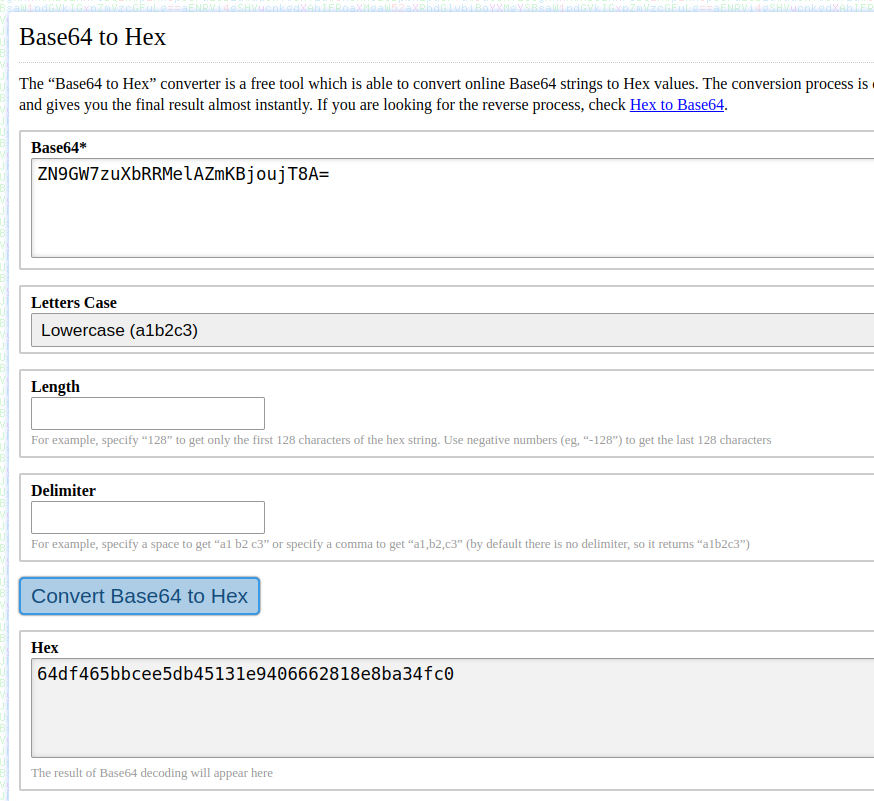 Base64 to Hex
The “Base64 to Hex” converter is a free tool which is able to convert online Base64 strings to Hex values. The conversion process is
and gives you the final result almost instantly. If you are looking for the reverse process, check Hex to Base64.
Base64*
ZN9GW7zuXbRRMelAZmKBjoujT8A=
Letters Case
Lowercase (a1b2c3)
Length
For example, specify “128” to get only the first 128 characters of the hex string. Use negative numbers (eg, “-128”) to get the last 128 characters
Delimiter
For example, specify a space to get “a1 b2 c3” or specify a comma to get “a1,b2,c3” (by default there is no delimiter, so it returns “a1b2c3”)
Convert Base64 to Hex
Hex
64df465bbcee5db45131e9406662818e8ba34fc0
The result of Base64 decoding will appear here